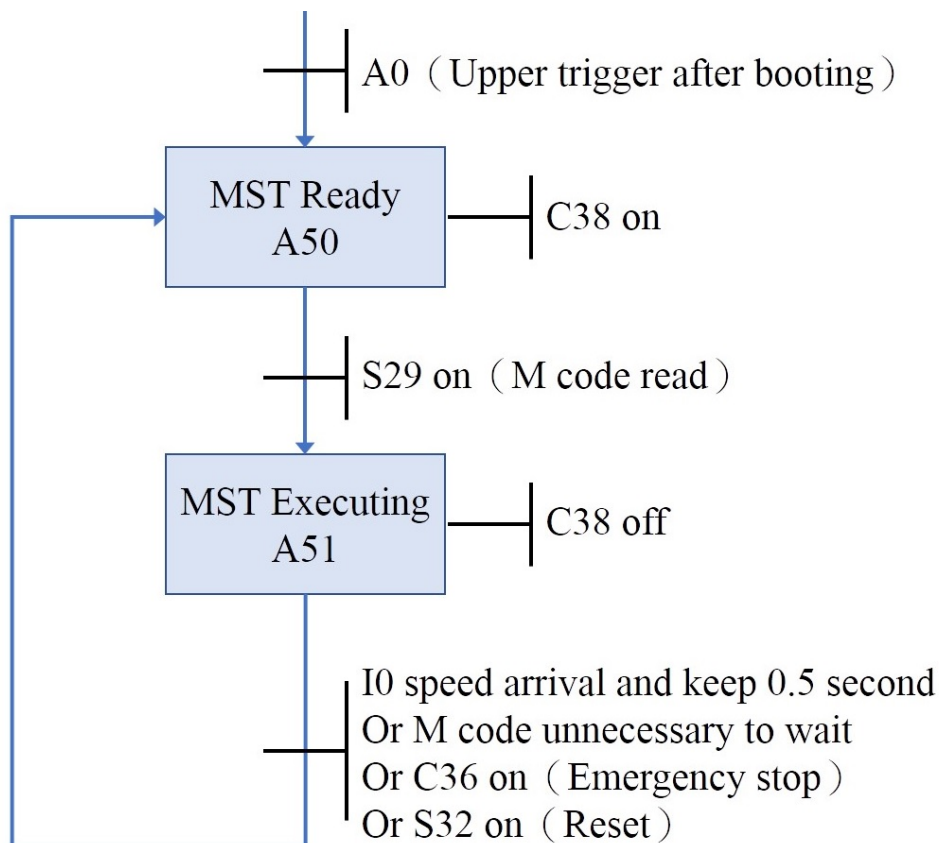 A0（Upper trigger after booting）
MST Ready
A50
C38 on
S29 on（M code read）
MST Executing
A51
C38 off
I0 speed arrival and keep 0.5 second
Or M code unnecessary to wait
Or C36 on（Emergency stop）
Or S32 on（Reset）